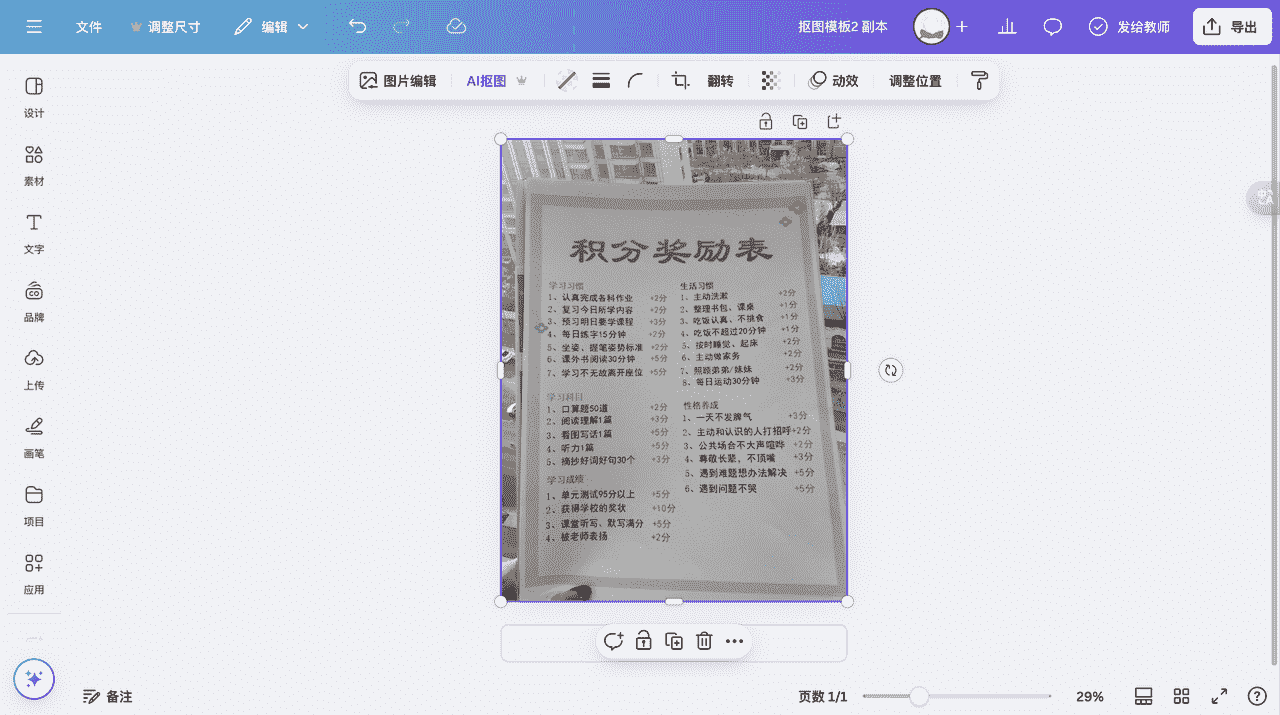 文件 调整尺寸 编辑 抠图模板2 副本 发给教师 导出
图片编辑 AI抠图 翻转 动效 调整位置
设计
素材
文字
品牌
上传
画笔
项目
应用
积分奖励表
学习习惯
1、认真完成各科作业 +2分
2、复习今日所学内容 +2分
3、预习明日要学课程 +3分
4、每日练字15分钟 +2分
5、坐姿、握笔姿势标准 +2分
6、课外书阅读30分钟 +5分
7、学习不无故离开座位 +5分
学习科目
1、口算题50道 +2分
2、阅读理解1篇 +3分
3、看图写话1篇 +5分
4、听力1篇 +5分
5、摘抄好词好句30个 +3分
学习成绩
1、单元测试95分以上 +5分
2、获得学校的奖状 +10分
3、课堂听写、默写满分 +5分
4、被老师表扬 +2分
生活习惯
1、主动洗漱 +2分
2、整理书包、课桌 +1分
3、吃饭认真、不挑食 +1分
4、吃饭不超过20分钟 +1分
5、按时睡觉、起床 +2分
6、主动做家务 +2分
7、照顾弟弟/妹妹 +2分
8、每日运动30分钟 +3分
性格养成
1、一天不发脾气 +3分
2、主动和认识的人打招呼+2分
3、公共场合不大声喧哗 +2分
4、尊敬长辈，不顶嘴 +3分
5、遇到难题想办法解决 +5分
6、遇到问题不哭 +5分
备注
页数 1/1
29%